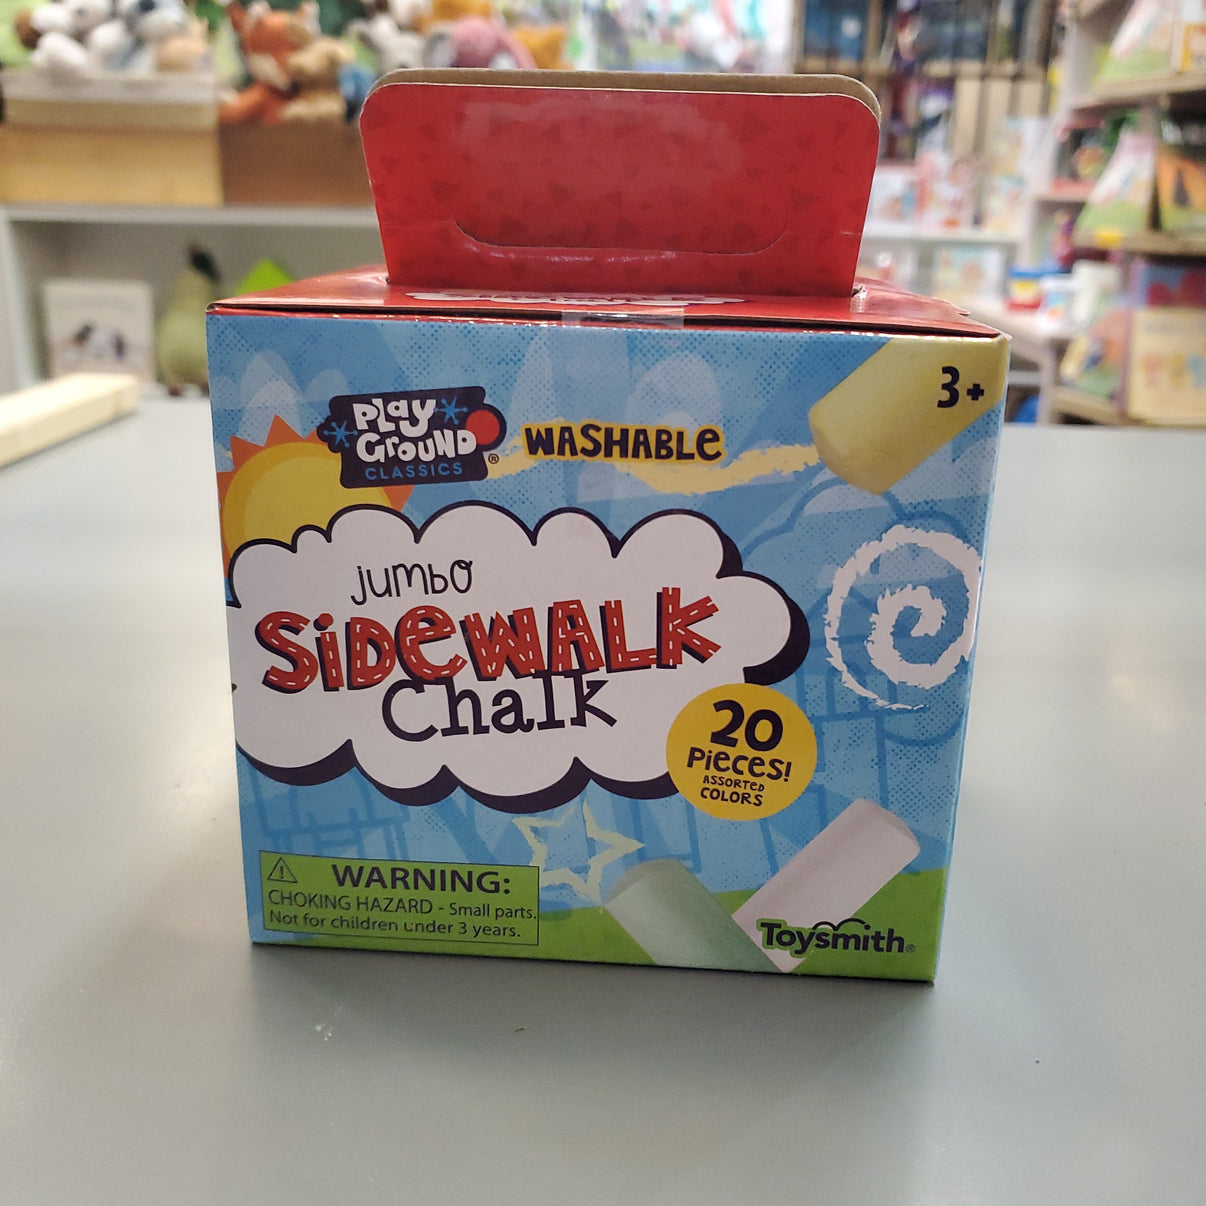 Play
Ground®
CLASSICS
WASHABLE
3+
jumbo
SIDEWALK
Chalk
20
Pieces!
ASSORTED
COLORS
WARNING:
CHOKING HAZARD - Small parts.
Not for children under 3 years.
Toysmith®